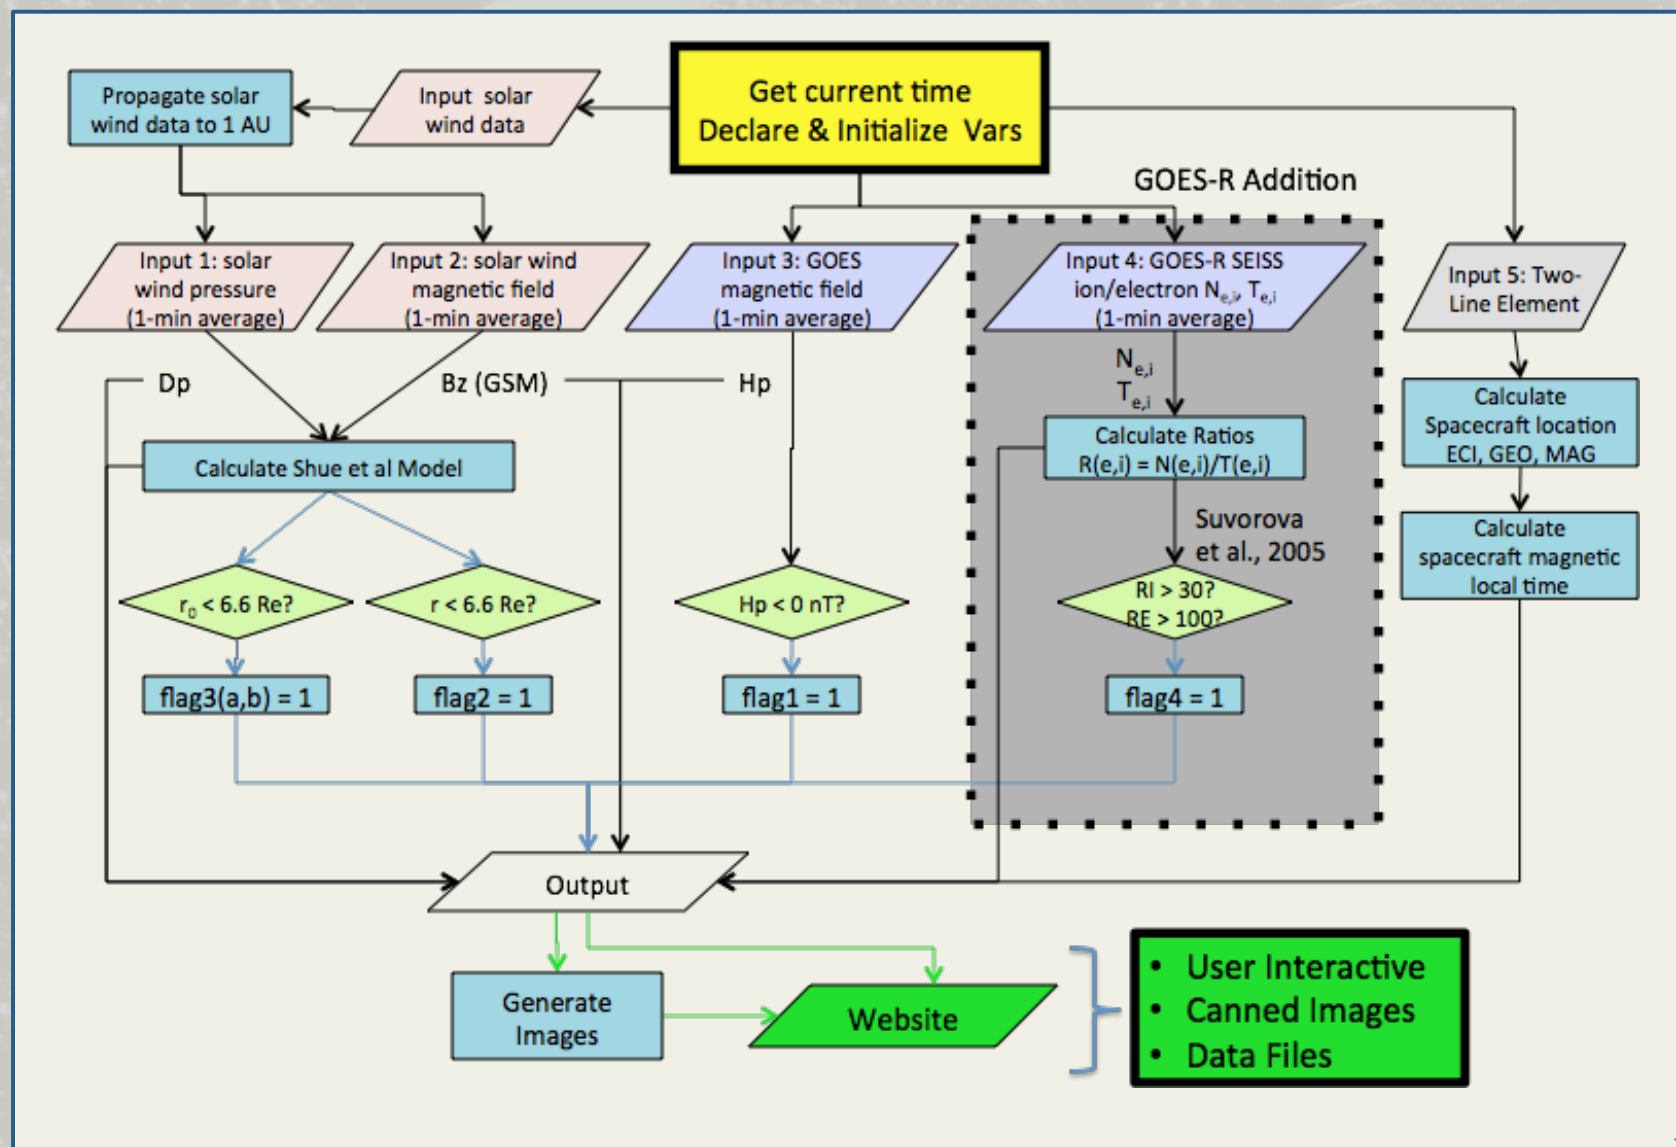 Get current time
Declare & Initialize Vars
Input solar
wind data
Propagate solar
wind data to 1 AU
GOES-R Addition
Input 1: solar
wind pressure
(1-min average)
Input 2: solar wind
magnetic field
(1-min average)
Input 3: GOES
magnetic field
(1-min average)
Input 4: GOES-R SEISS
ion/electron Ne,i, Te,i
(1-min average)
Input 5: Two-
Line Element
Dp
Bz (GSM)
Hp
Ne,i
Te,i
Calculate
Spacecraft location
ECI, GEO, MAG
Calculate Shue et al Model
Calculate Ratios
R(e,i) = N(e,i)/T(e,i)
Suvorova
et al., 2005
Calculate
spacecraft magnetic
local time
r0 < 6.6 Re?
r < 6.6 Re?
Hp < 0 nT?
RI > 30?
RE > 100?
flag3(a,b) = 1
flag2 = 1
flag1 = 1
flag4 = 1
Output
Generate
Images
Website
• User Interactive
• Canned Images
• Data Files